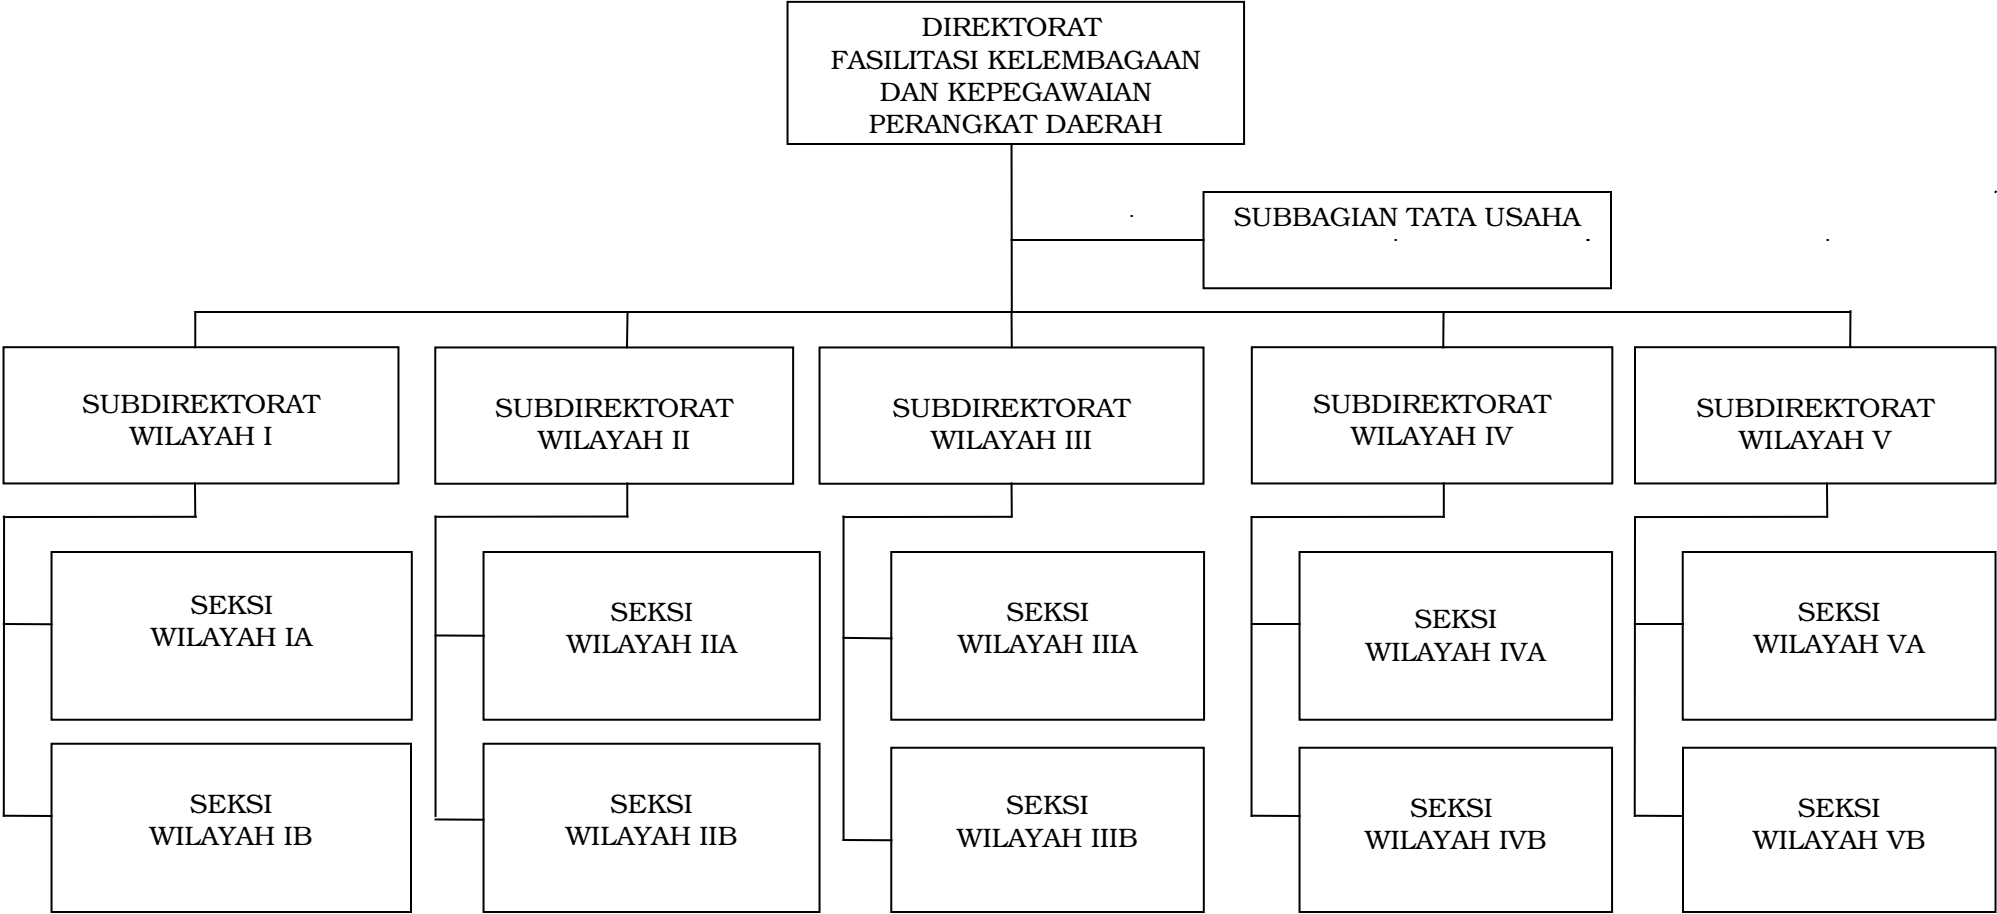 DIREKTORAT
FASILITASI KELEMBAGAAN
DAN KEPEGAWAIAN
PERANGKAT DAERAH
SUBBAGIAN TATA USAHA
SUBDIREKTORAT
WILAYAH I
SUBDIREKTORAT
WILAYAH II
SUBDIREKTORAT
WILAYAH III
SUBDIREKTORAT
WILAYAH IV
SUBDIREKTORAT
WILAYAH V
SEKSI
WILAYAH IA
SEKSI
WILAYAH IIA
SEKSI
WILAYAH IIIA
SEKSI
WILAYAH IVA
SEKSI
WILAYAH VA
SEKSI
WILAYAH IB
SEKSI
WILAYAH IIB
SEKSI
WILAYAH IIIB
SEKSI
WILAYAH IVB
SEKSI
WILAYAH VB